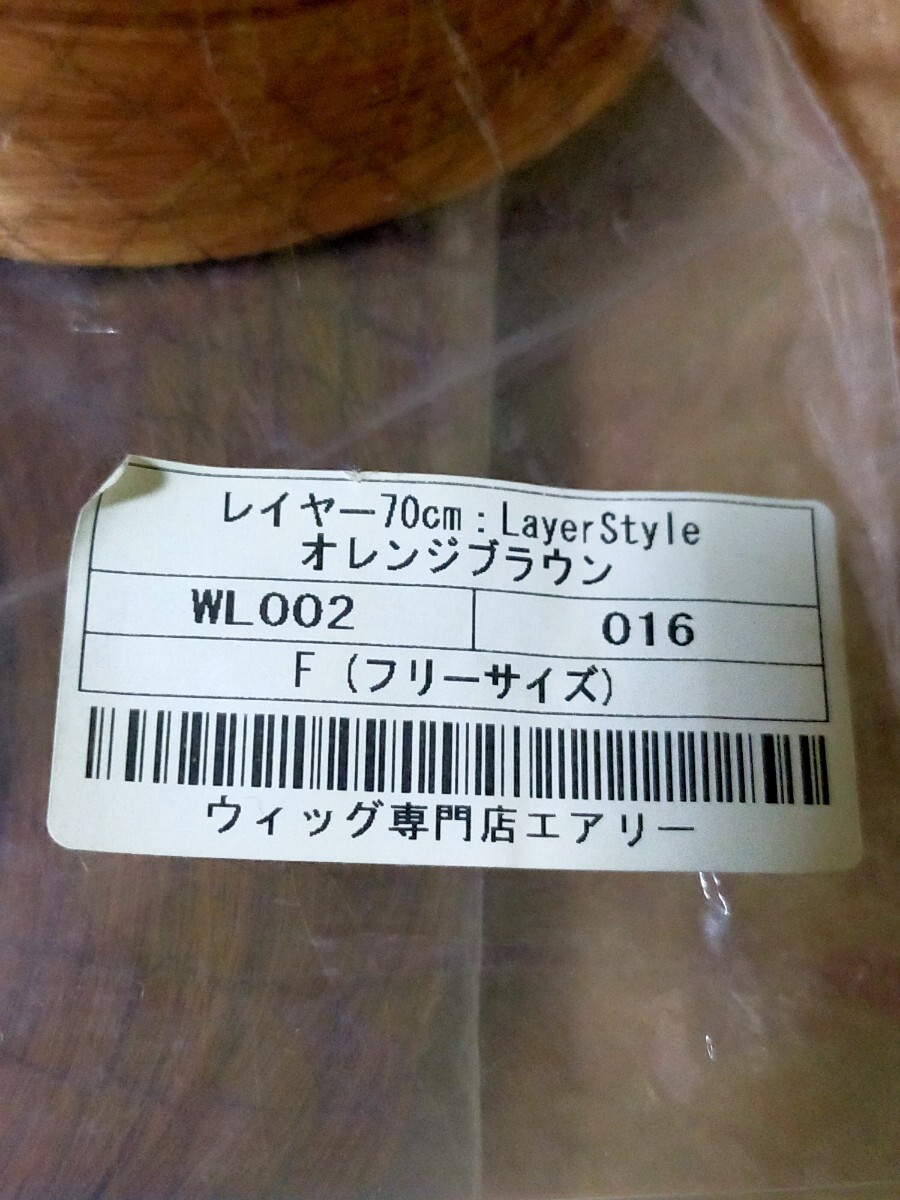 レイヤー70cm：LayerStyle
オレンジブラウン
WL002 016
F (フリーサイズ)
ウィッグ専門店エアリー